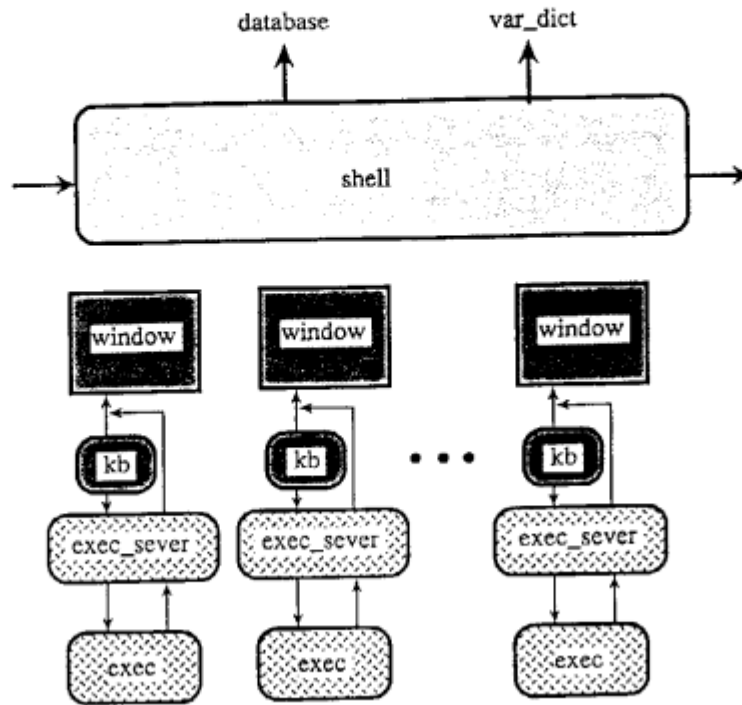 database var_dict
shell
window window window
kb kb • • • kb
exec_sever exec_sever exec_sever
exec exec exec